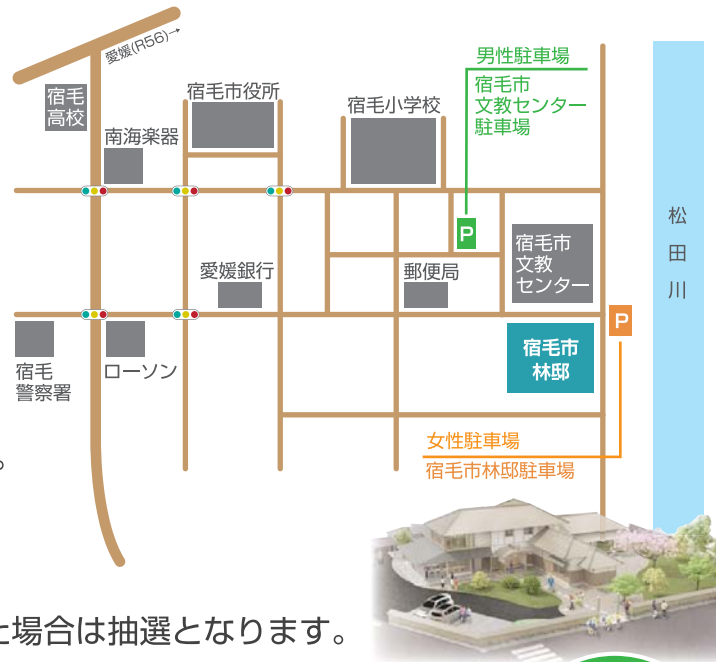 愛媛(R56)→
宿毛
高校
南海楽器
宿毛市役所
宿毛小学校
男性駐車場
宿毛市
文教センター
駐車場
P
宿毛市
文教
センター
松田川
愛媛銀行
郵便局
P
宿毛
警察署
ローソン
宿毛市
林邸
女性駐車場
宿毛市林邸駐車場
。
場合は抽選となります。